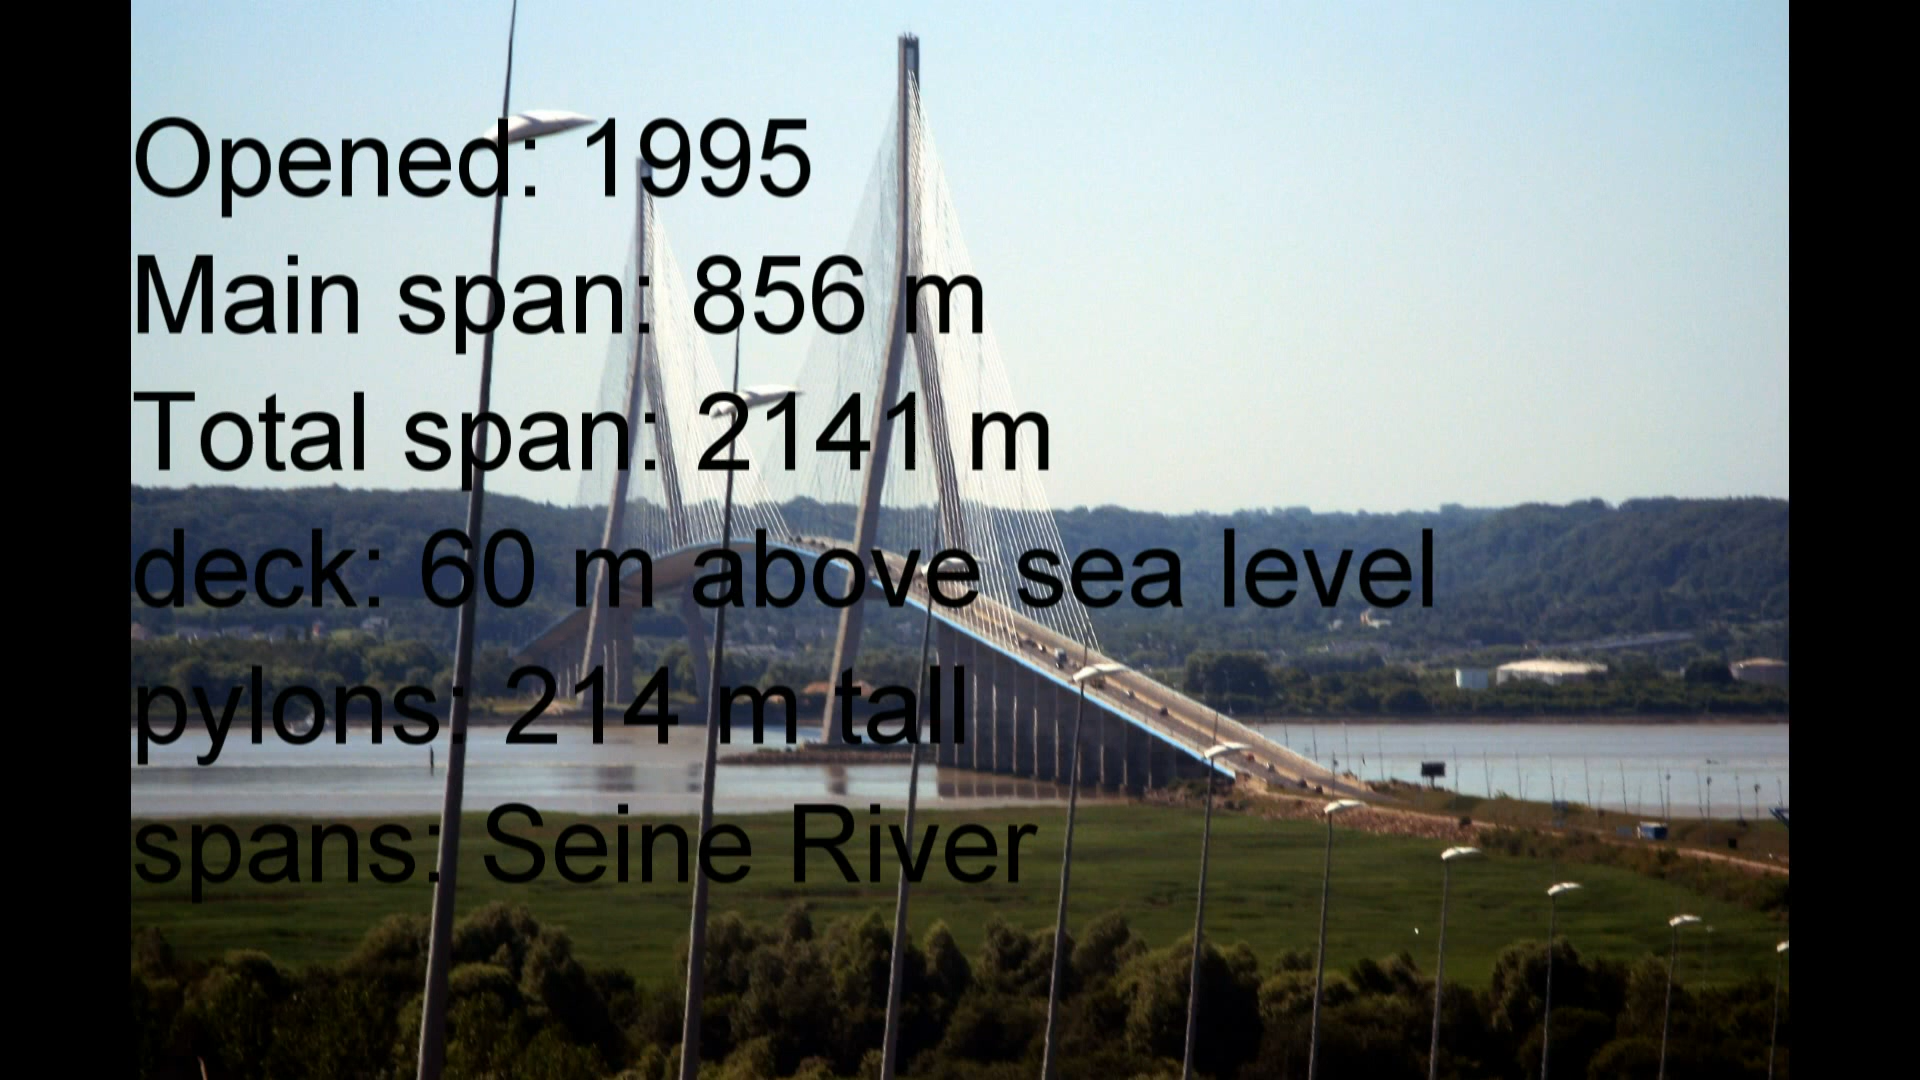 Opened: 1995
Main span: 856 m
Total span: 2141 m
deck: 60 m above sea level
pylons: 214 m tall
spans: Seine River